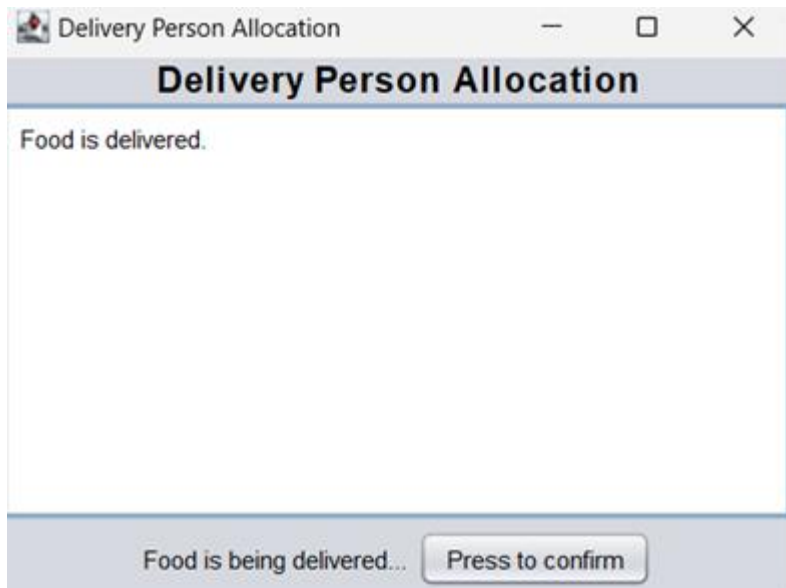 Delivery Person Allocation
Delivery Person Allocation
Food is delivered.
Food is being delivered... Press to confirm